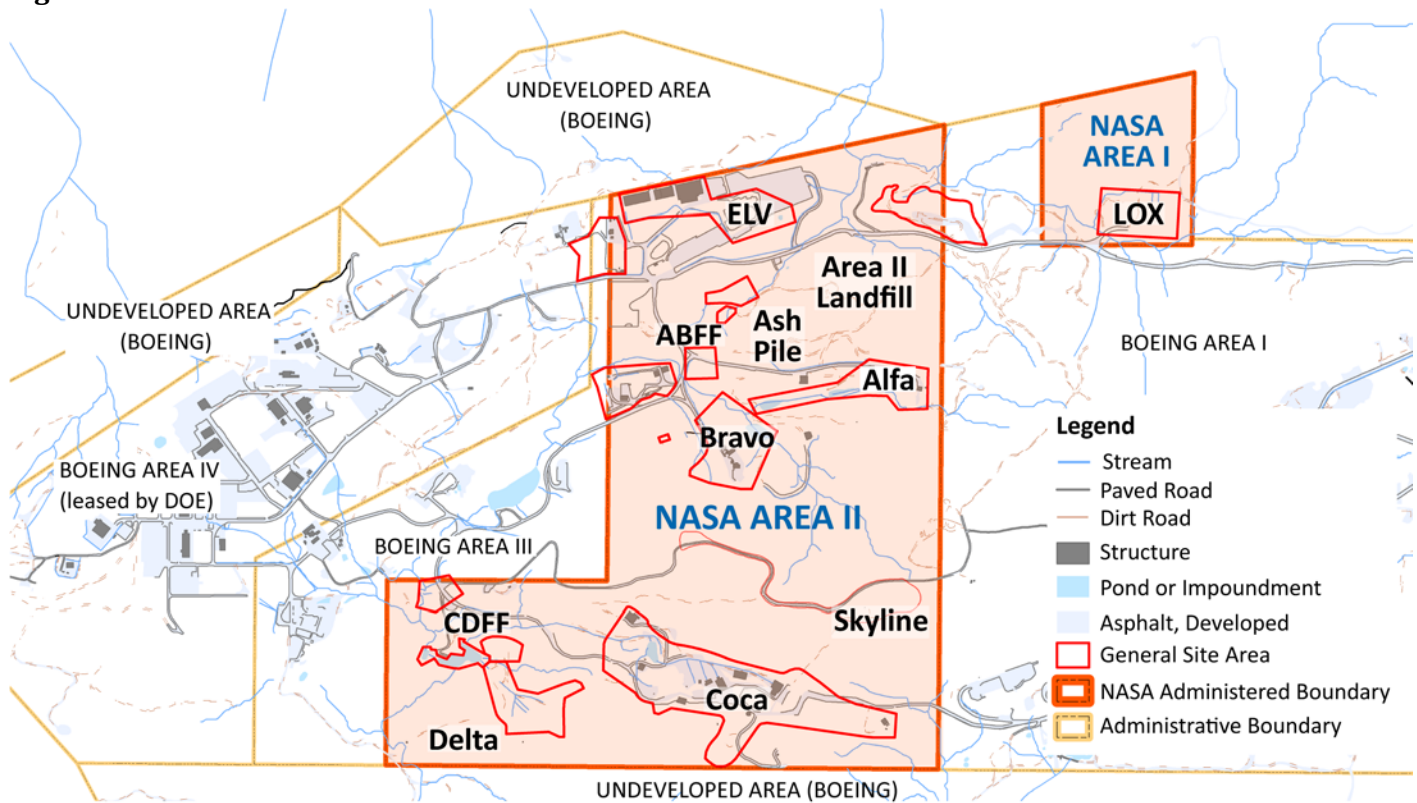 UNDEVELOPED AREA
(BOEING)
NASA
AREA I
LOX
ELV
Area II
Landfill
UNDEVELOPED AREA
(BOEING)
Ash
Pile
ABFF
BOEING AREA I
Alfa
Bravo
BOEING AREA IV
(leased by DOE)
NASA AREA II
BOEING AREA III
CDFF
Skyline
Coca
Delta
UNDEVELOPED AREA (BOEING)
Legend
Stream
Paved Road
Dirt Road
Structure
Pond or Impoundment
Asphalt, Developed
General Site Area
NASA Administered Boundary
Administrative Boundary